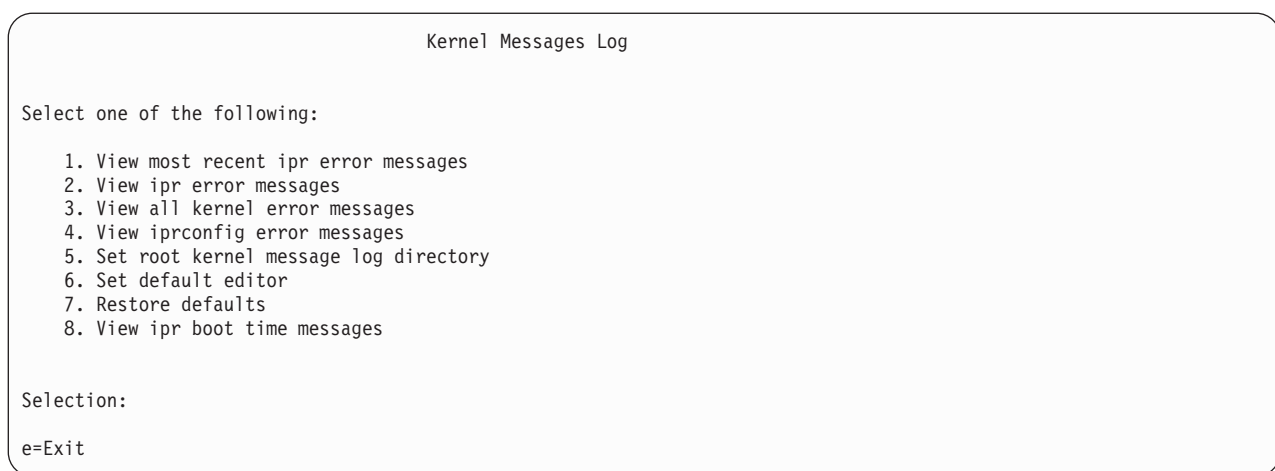 Kernel Messages Log
Select one of the following:
1. View most recent ipr error messages
2. View ipr error messages
3. View all kernel error messages
4. View iprconfig error messages
5. Set root kernel message log directory
6. Set default editor
7. Restore defaults
8. View ipr boot time messages
Selection:
e=Exit